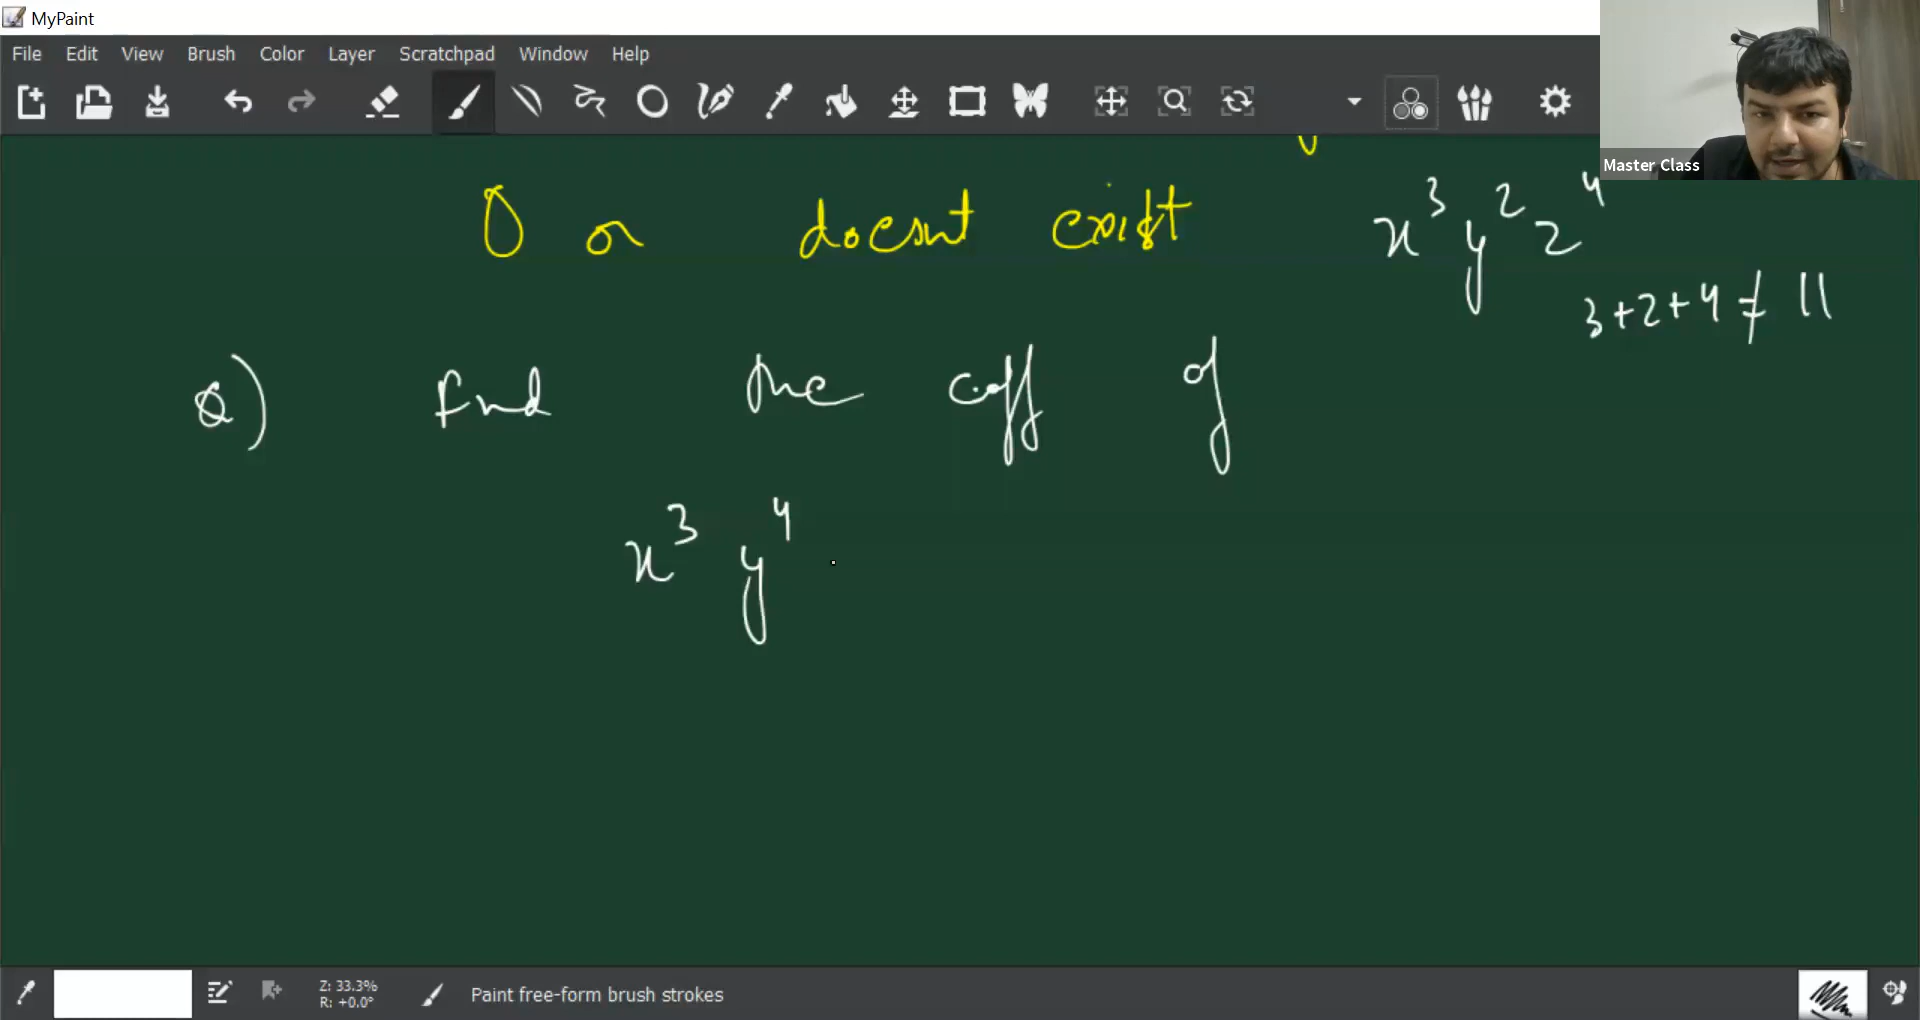 MyPaint
File Edit View Brush Color Layer Scratchpad Window Help
Master Class
0 or doesnt exist
x³ y² z⁴
3+2+4 ≠ 11
Q) find the coff of
x³ y⁴
Z: 33.3%
R: +0.0°
Paint free-form brush strokes